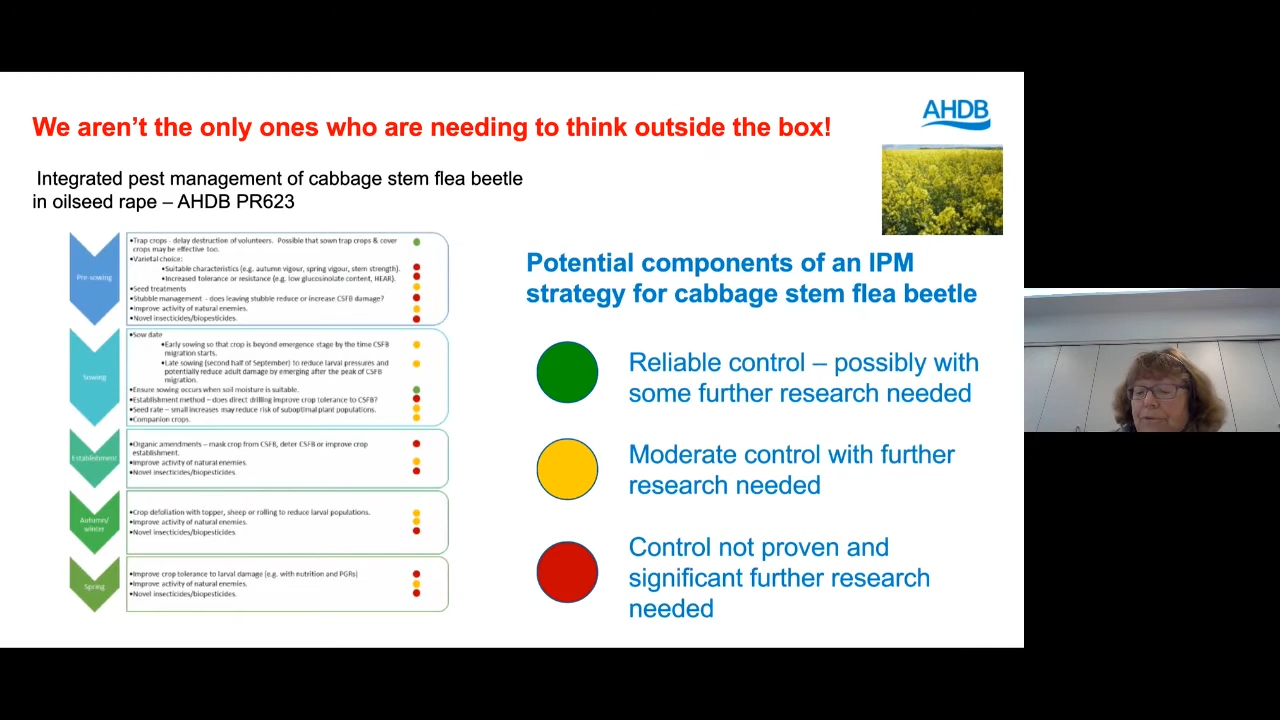 We aren't the only ones who are needing to think outside the box!
AHDB
Integrated pest management of cabbage stem flea beetle
in oilseed rape – AHDB PR623
Pre-sowing
•Trap crops - delay destruction of volunteers. Possible that sown trap crops & cover
crops may be effective too.
•Varietal choice:
•Suitable characteristics (e.g. autumn vigour, spring vigour, stem strength).
•Increased tolerance or resistance (e.g. low glucosinolate content, HEAR).
•Seed treatments
•Stubble management - does leaving stubble reduce or increase CSFB damage?
•Improve activity of natural enemies.
•Novel insecticides/biopesticides.
Sowing
•Sow date
•Early sowing so that crop is beyond emergence stage by the time CSFB
migration starts.
•Late sowing (second half of September) to reduce larval pressures and
potentially reduce adult damage by emerging after the peak of CSFB
migration.
•Ensure sowing occurs when soil moisture is suitable.
•Establishment method – does direct drilling improve crop tolerance to CSFB?
•Seed rate – small increases may reduce risk of suboptimal plant populations.
•Companion crops.
Establishment
•Organic amendments – mask crop from CSFB, deter CSFB or improve crop
establishment.
•Improve activity of natural enemies.
•Novel insecticides/biopesticides.
Autumn/
winter
•Crop defoliation with topper, sheep or rolling to reduce larval populations.
•Improve activity of natural enemies.
•Novel insecticides/biopesticides
Spring
•Improve crop tolerance to larval damage (e.g. with nutrition and PGRs)
•Improve activity of natural enemies.
•Novel insecticides/biopesticides.
Potential components of an IPM
strategy for cabbage stem flea beetle
Reliable control – possibly with
some further research needed
Moderate control with further
research needed
Control not proven and
significant further research
needed